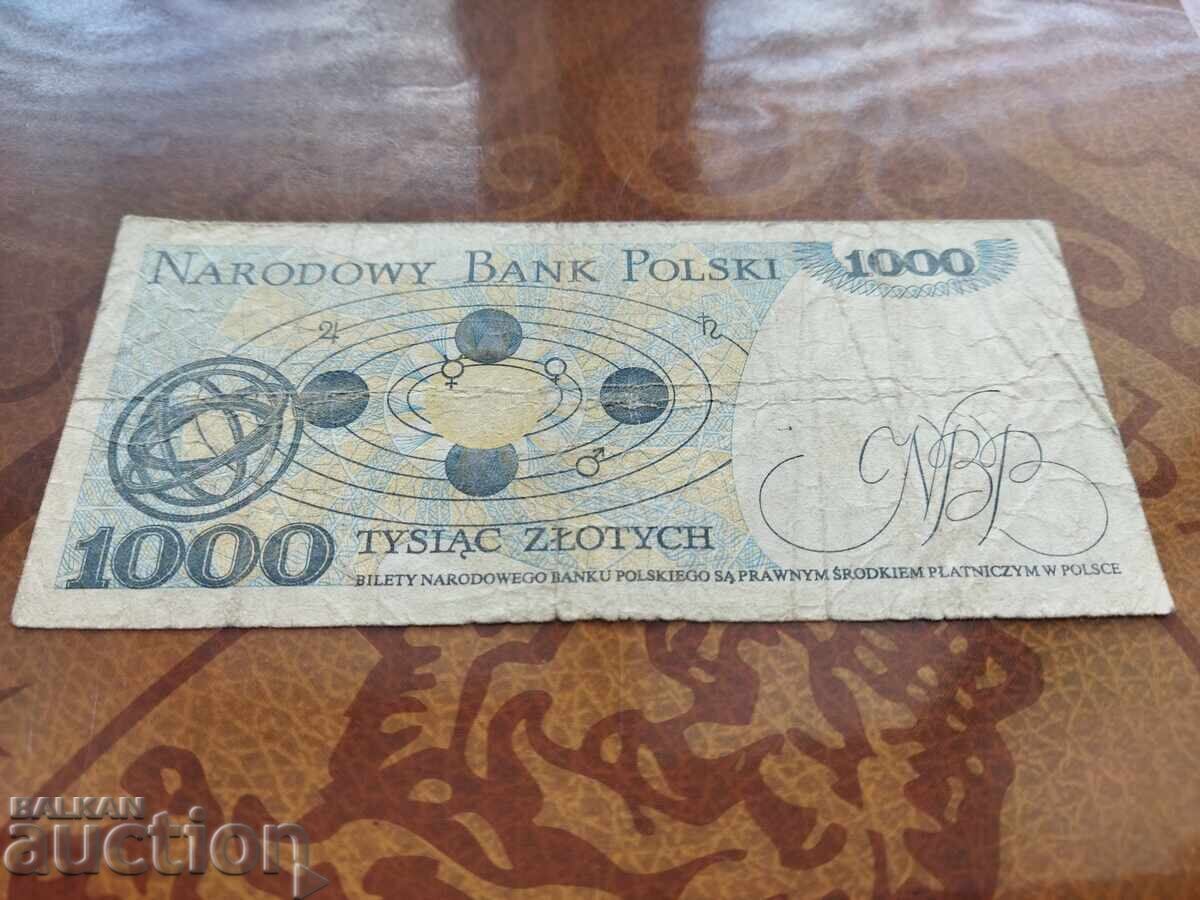 NARODOWY BANK POLSKI
1000
♃
♄
♀ ♀
♂
NBP
1000
TYSIĄC ZŁOTYCH
BILETY NARODOWEGO BANKU POLSKIEGO SĄ PRAWNYM ŚRODKIEM PŁATNICZYM W POLSCE
BALKAN
auction